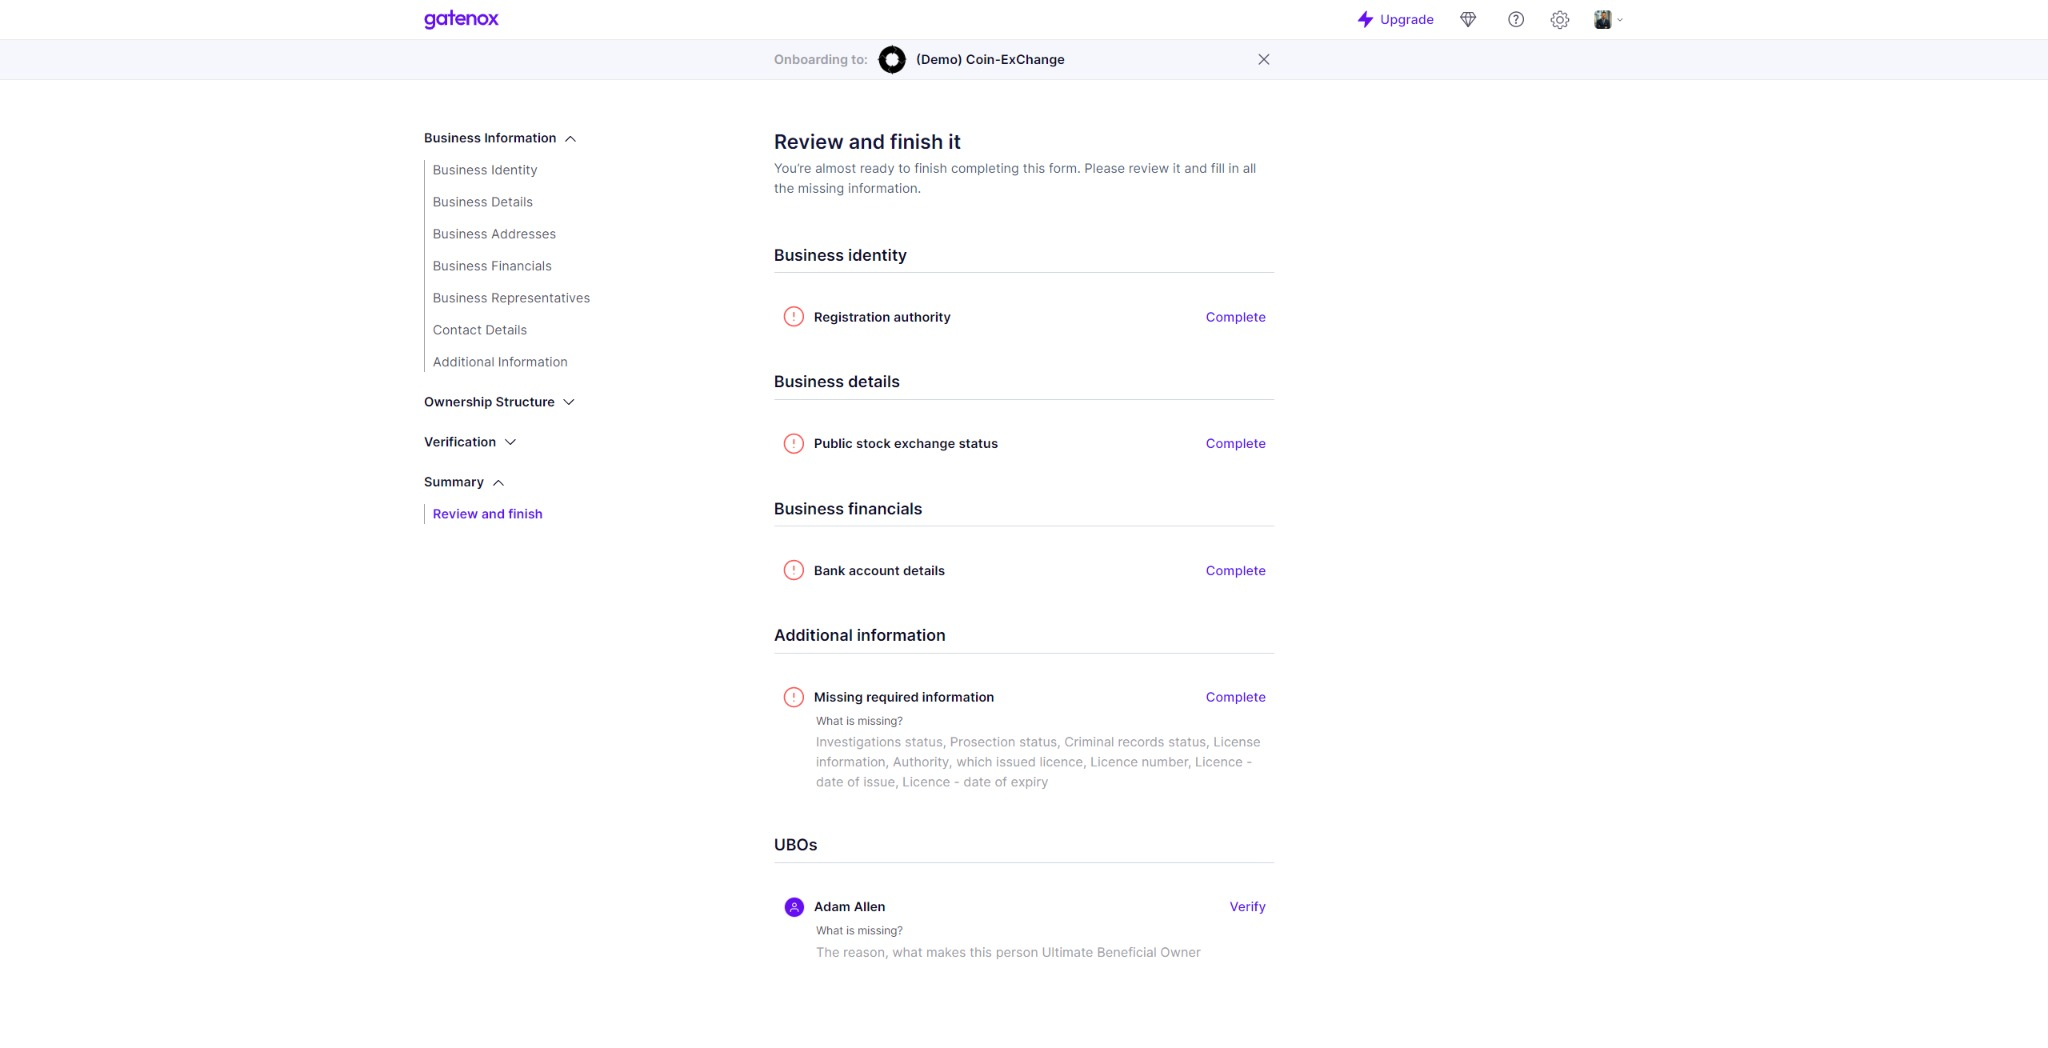 gatenox
Upgrade
Onboarding to:
(Demo) Coin-ExChange
Business Information
Business Identity
Business Details
Business Addresses
Business Financials
Business Representatives
Contact Details
Additional Information
Ownership Structure
Verification
Summary
Review and finish
Review and finish it
You're almost ready to finish completing this form. Please review it and fill in all
the missing information.
Business identity
Registration authority
Complete
Business details
Public stock exchange status
Complete
Business financials
Bank account details
Complete
Additional information
Missing required information
Complete
What is missing?
Investigations status, Prosection status, Criminal records status, License
information, Authority, which issued licence, Licence number, Licence -
date of issue, Licence - date of expiry
UBOs
Adam Allen
Verify
What is missing?
The reason, what makes this person Ultimate Beneficial Owner